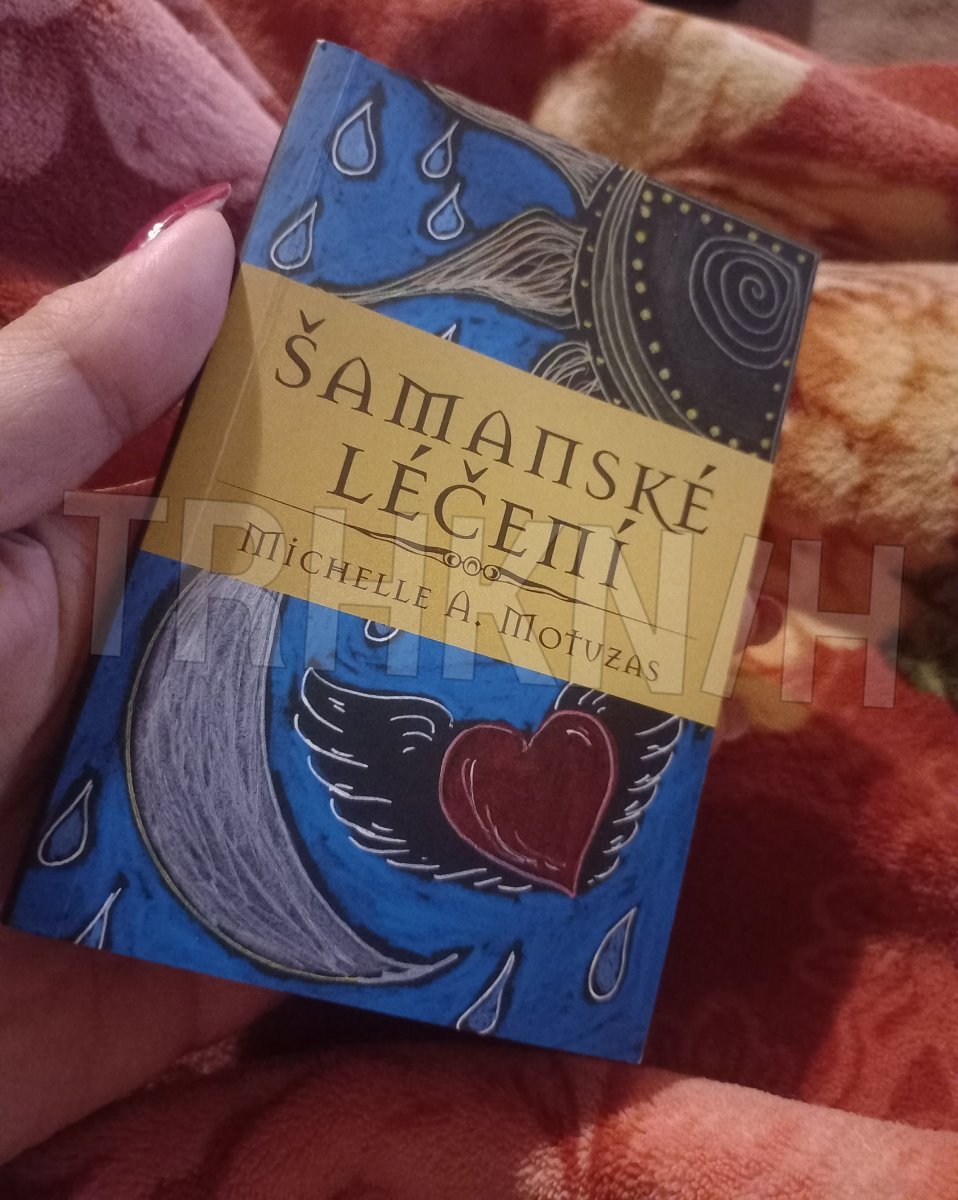 ŠAMANSKÉ
LÉČENÍ
MICHELLE A. MOTUZAS
TRHKNIH